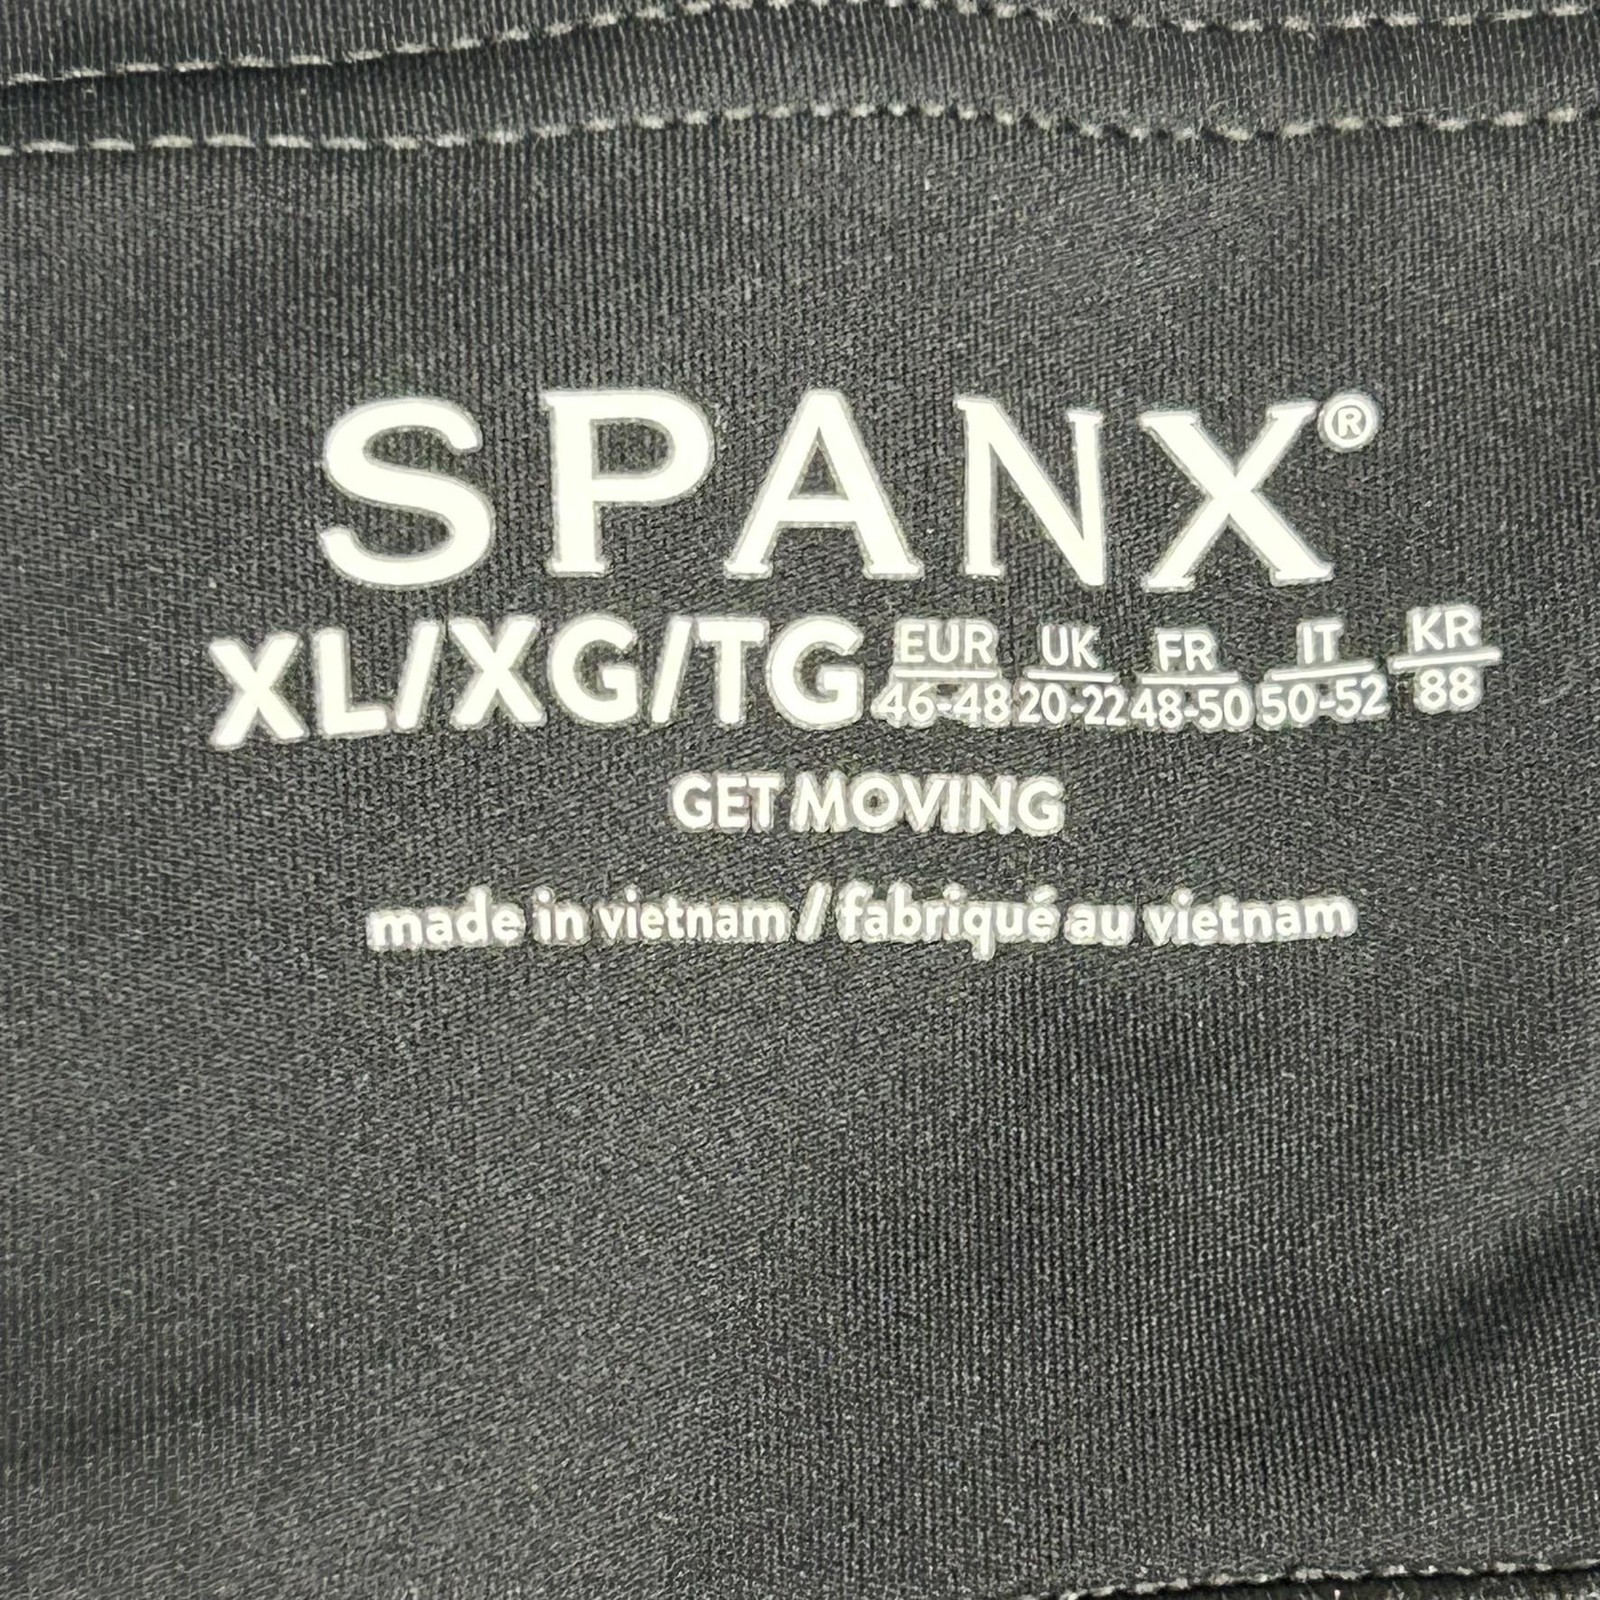 SPANX®
XL/XG/TG EUR 46-48 UK 20-22 FR 48-50 IT 50-52 KR 88
GET MOVING
made in vietnam / fabriqué au vietnam